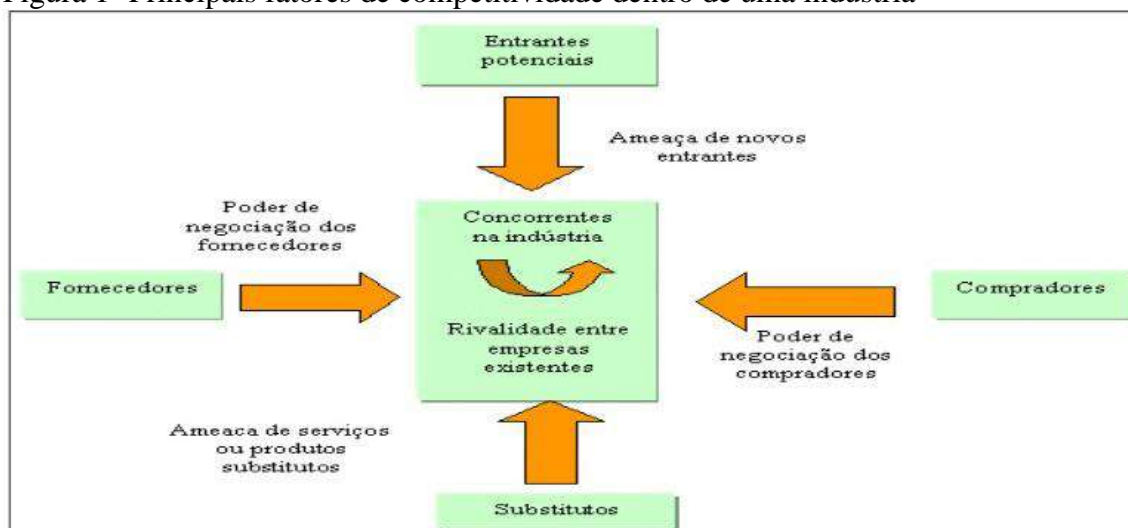 Figura 1- Principais fatores de competitividade dentro de uma indústria
Entrantes
potenciais
Ameaça de novos
entrantes
Poder de
negociação dos
fornecedores
Concorrentes
na indústria
Fornecedores
Compradores
Rivalidade entre
empresas
existentes
Poder de
negociação dos
compradores
Ameaca de serviços
ou produtos
substitutos
Substitutos